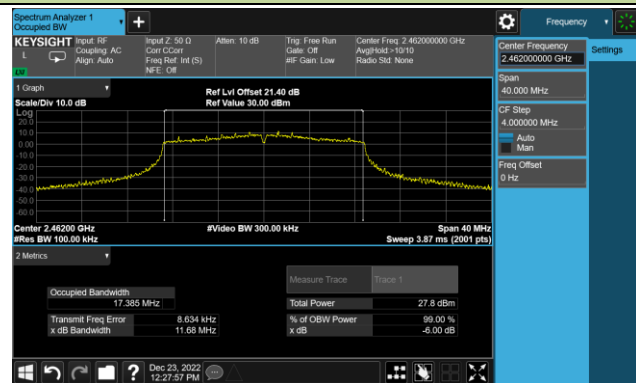 Spectrum Analyzer 1
Occupied BW
Frequency
KEYSIGHT
L
Input: RF
Coupling: AC
Align: Auto
Input Z: 50 Ω
Corr CCorr
Freq Ref: Int (S)
NFE: Off
Atten: 10 dB
Trig: Free Run
Gate: Off
#IF Gain: Low
Center Freq: 2.462000000 GHz
Avg|Hold:>10/10
Radio Std: None
Center Frequency
2.462000000 GHz
Settings
Span
40.000 MHz
CF Step
4.000000 MHz
Auto
Man
Freq Offset
0 Hz
1 Graph
Scale/Div 10.0 dB
Ref Lvl Offset 21.40 dB
Ref Value 30.00 dBm
Log
20.0
10.0
0.00
-10.0
-20.0
-30.0
-40.0
-50.0
-60.0
Center 2.46200 GHz
#Video BW 300.00 kHz
Span 40 MHz
#Res BW 100.00 kHz
Sweep 3.87 ms (2001 pts)
2 Metrics
Measure Trace
Trace 1
Occupied Bandwidth
17.385 MHz
Total Power
27.8 dBm
Transmit Freq Error
8.634 kHz
% of OBW Power
99.00 %
x dB Bandwidth
11.68 MHz
x dB
-6.00 dB
?
Dec 23, 2022
12:27:57 PM